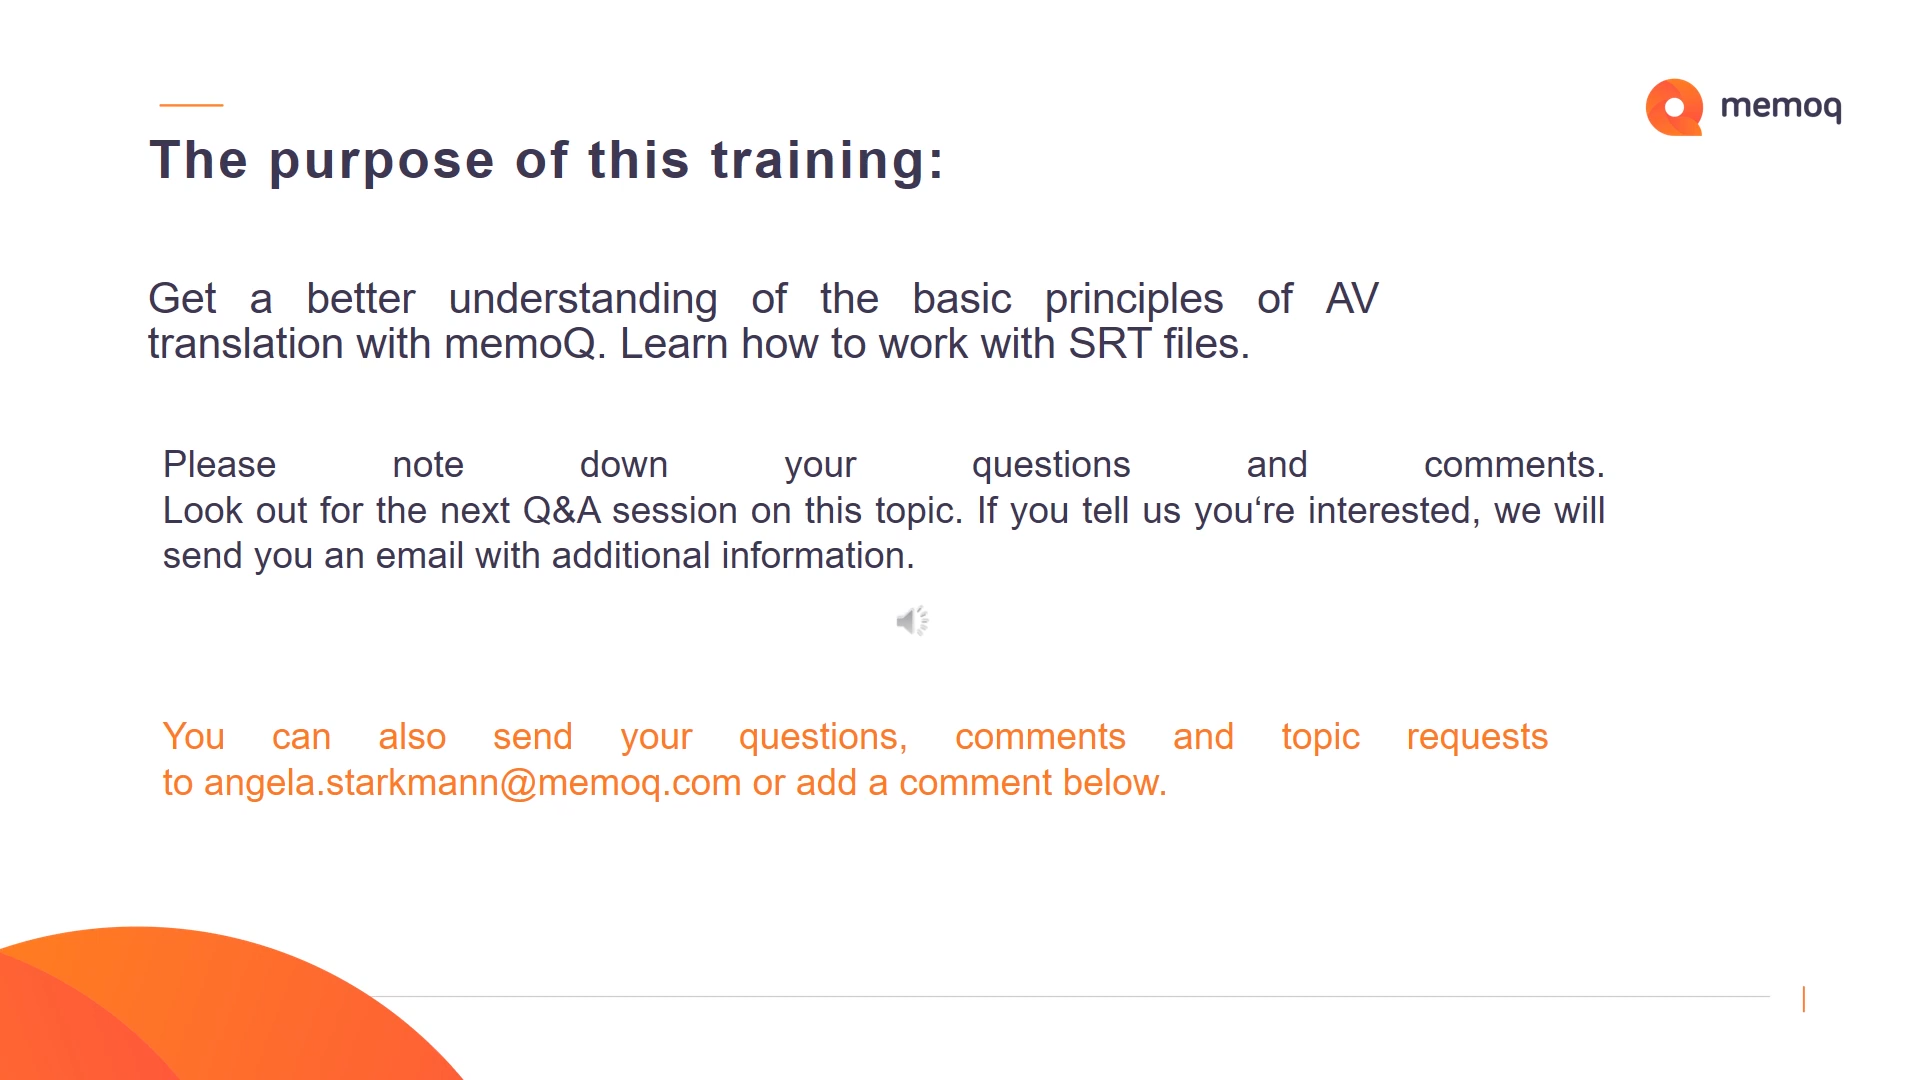 memoq
The purpose of this training:
Get a better understanding of the basic principles of AV
translation with memoQ. Learn how to work with SRT files.
Please note down your questions and comments.
Look out for the next Q&A session on this topic. If you tell us you‘re interested, we will
send you an email with additional information.
You can also send your questions, comments and topic requests
to angela.starkmann@memoq.com or add a comment below.